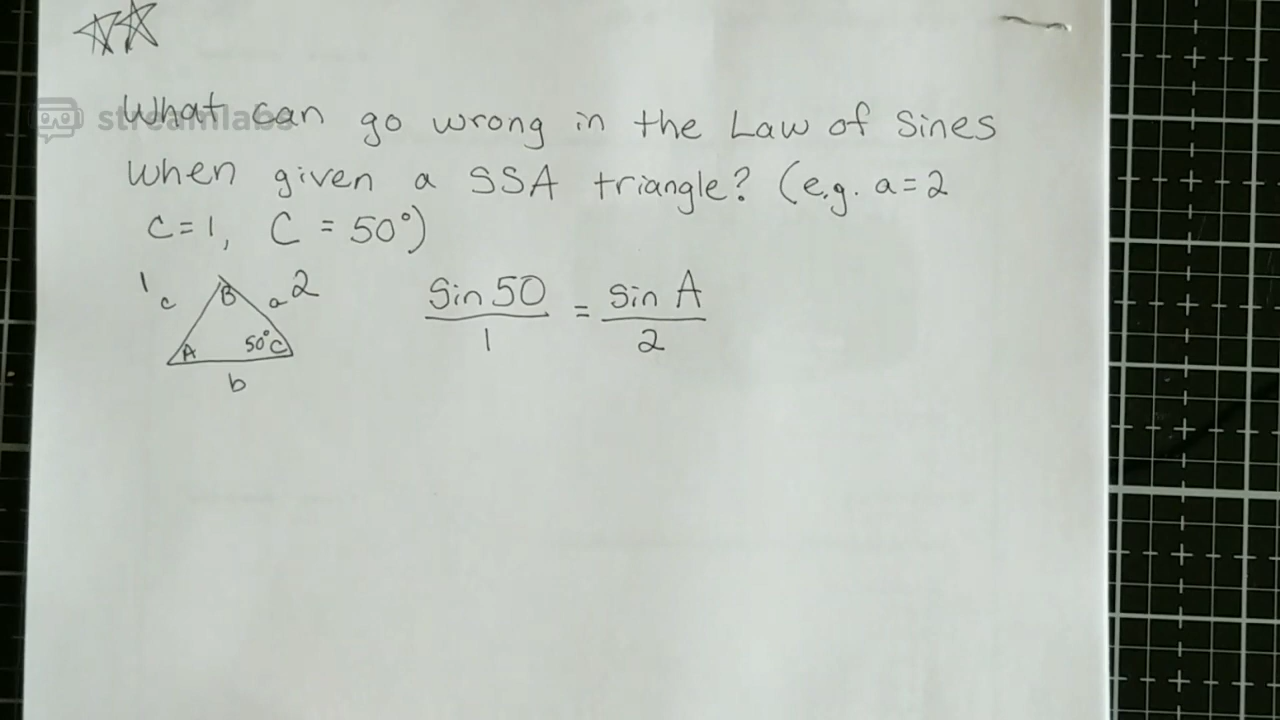 streamlabs
What can go wrong in the Law of Sines
when given a SSA triangle? (e.g. a=2
c=1, C = 50°)
1 c B a 2
A 50° C
b
Sin 50 = Sin A
1 2